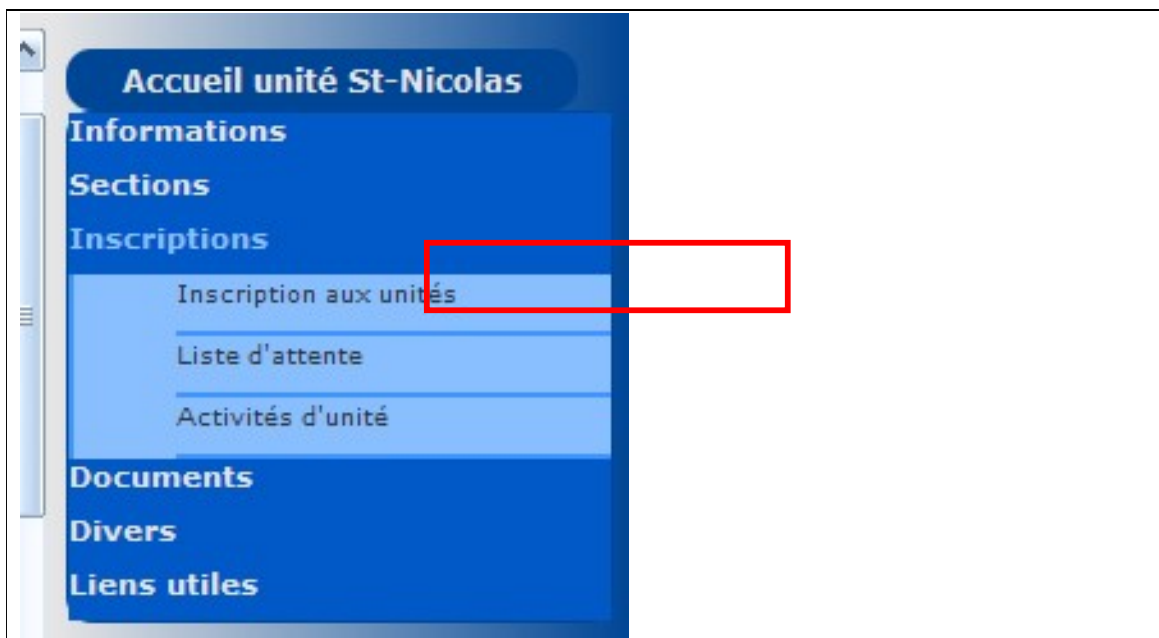 Accueil unité St-Nicolas
Informations
Sections
Inscriptions
Inscription aux unités
Liste d'attente
Activités d'unité
Documents
Divers
Liens utiles